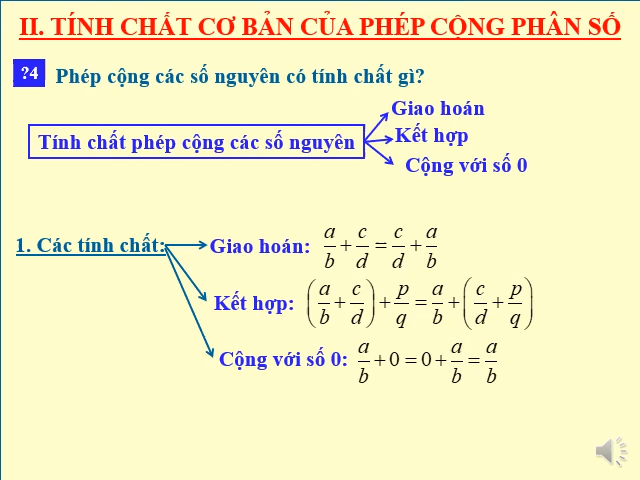 II. TÍNH CHẤT CƠ BẢN CỦA PHÉP CỘNG PHÂN SỐ
?4 Phép cộng các số nguyên có tính chất gì?
Tính chất phép cộng các số nguyên
Giao hoán
Kết hợp
Cộng với số 0
1. Các tính chất:
Giao hoán: a/b + c/d = c/d + a/b
Kết hợp: (a/b + c/d) + p/q = a/b + (c/d + p/q)
Cộng với số 0: a/b + 0 = 0 + a/b = a/b